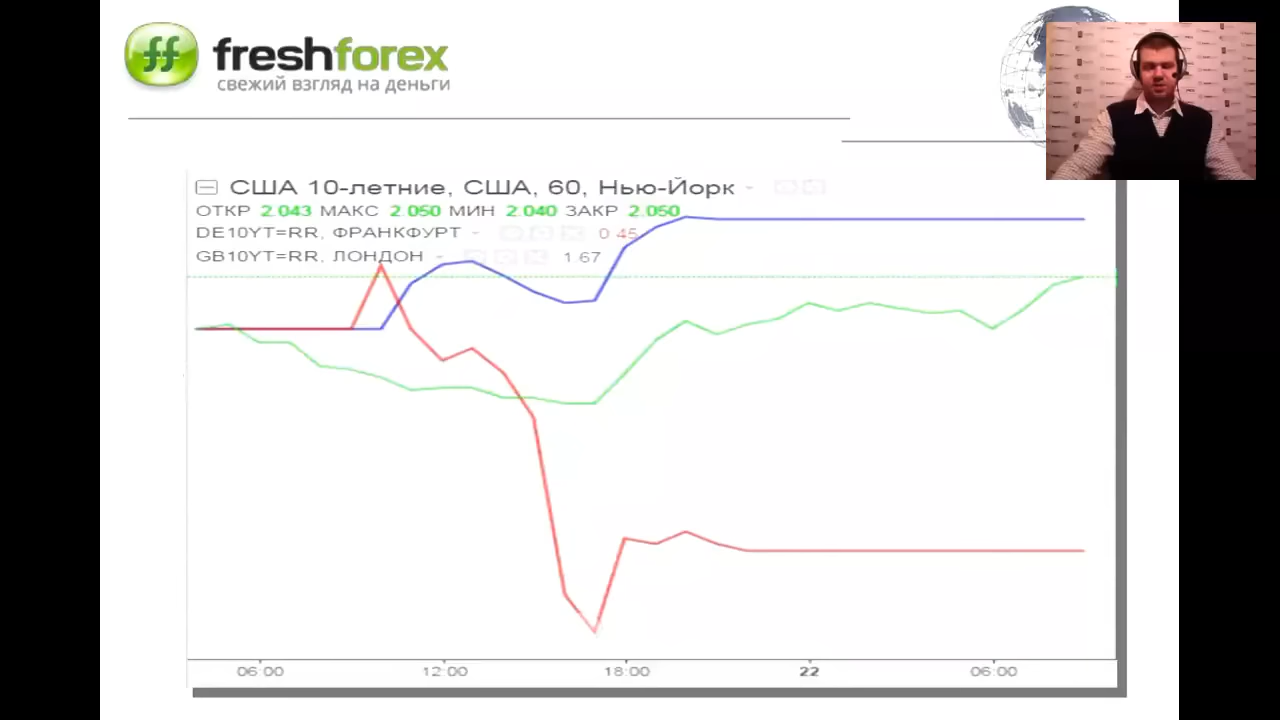 freshforex
свежий взгляд на деньги
США 10-летние, США, 60, Нью-Йорк
ОТКР 2.043 МАКС 2.050 МИН 2.040 ЗАКР 2.050
DE10YT=RR, ФРАНКФУРТ 0.45
GB10YT=RR, ЛОНДОН 1.67
06:00 12:00 18:00 22 06:00